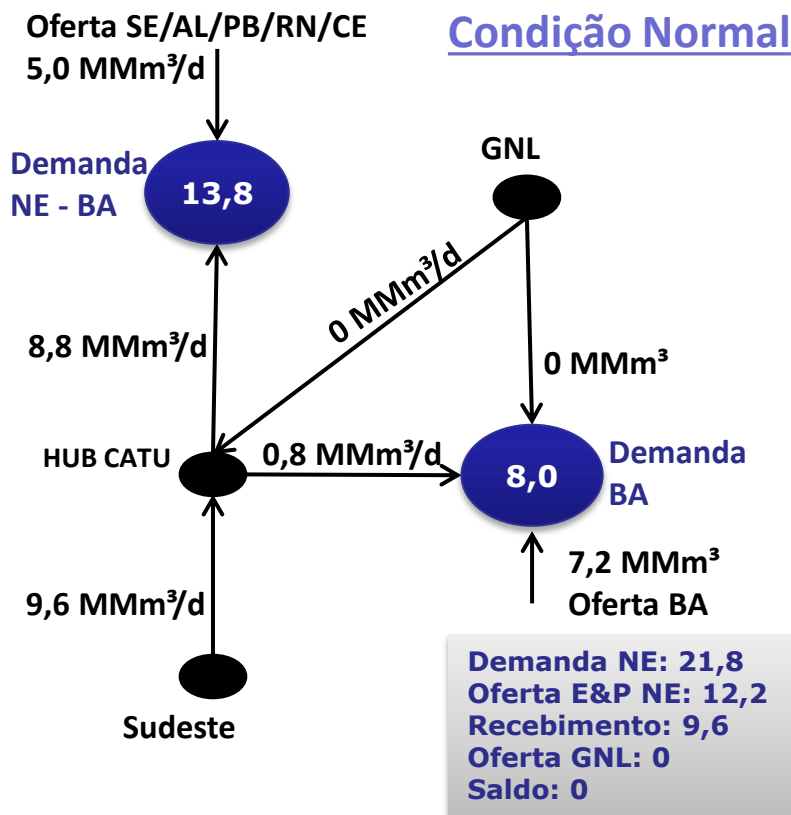 Oferta SE/AL/PB/RN/CE
5,0 MMm³/d
Condição Normal
Demanda
NE - BA
13,8
GNL
0 MMm³/d
8,8 MMm³/d
0 MMm³
HUB CATU
0,8 MMm³/d
8,0
Demanda
BA
9,6 MMm³/d
7,2 MMm³
Oferta BA
Sudeste
Demanda NE: 21,8
Oferta E&P NE: 12,2
Recebimento: 9,6
Oferta GNL: 0
Saldo: 0